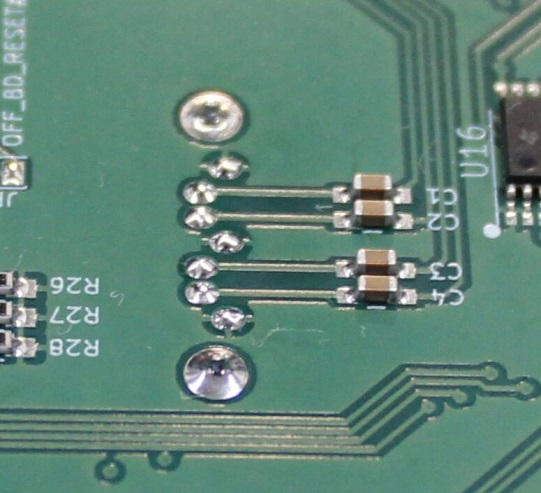 OFF_BD_RESET#
U16
C1
C2
C3
C4
R26
R27
R28